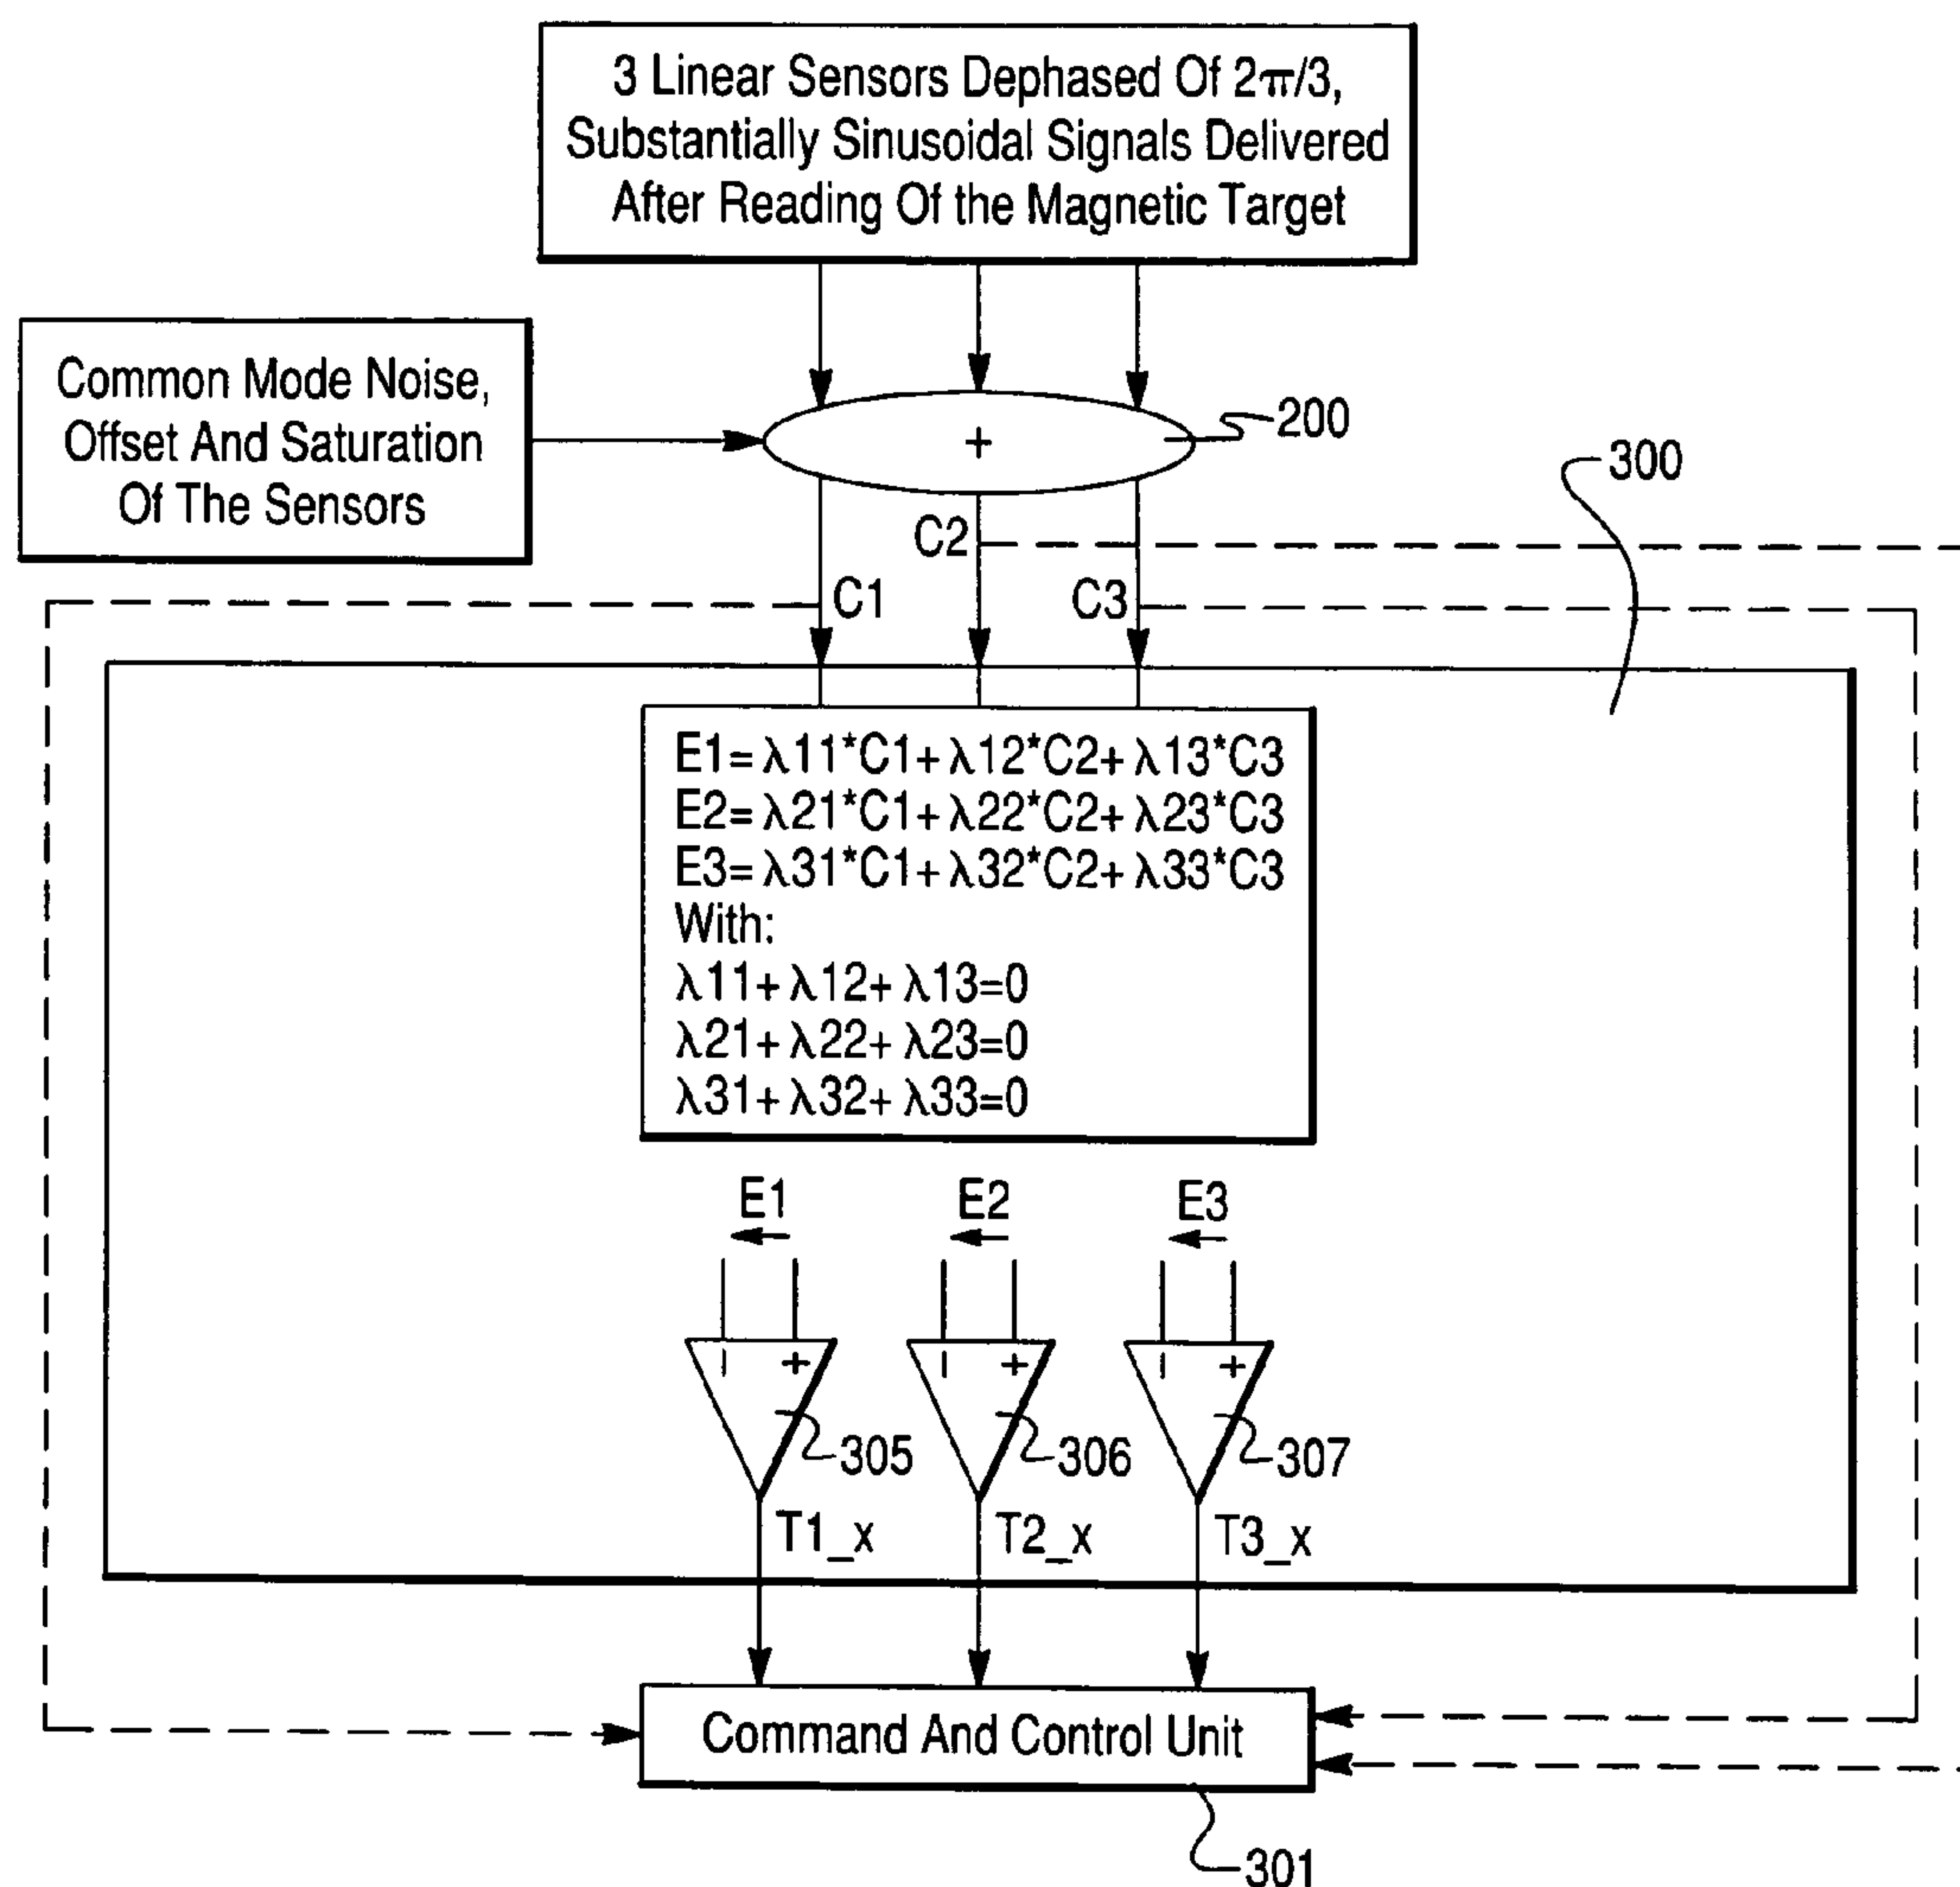 3 Linear Sensors Dephased Of 2π/3,
Substantially Sinusoidal Signals Delivered
After Reading Of the Magnetic Target
Common Mode Noise,
Offset And Saturation
Of The Sensors
+
200
300
C2
C1
C3
E1=λ11*C1+λ12*C2+λ13*C3
E2=λ21*C1+λ22*C2+λ23*C3
E3=λ31*C1+λ32*C2+λ33*C3
With:
λ11+λ12+λ13=0
λ21+λ22+λ23=0
λ31+λ32+λ33=0
E1
E2
E3
− +
− +
− +
305
306
307
T1_x
T2_x
T3_x
Command And Control Unit
301